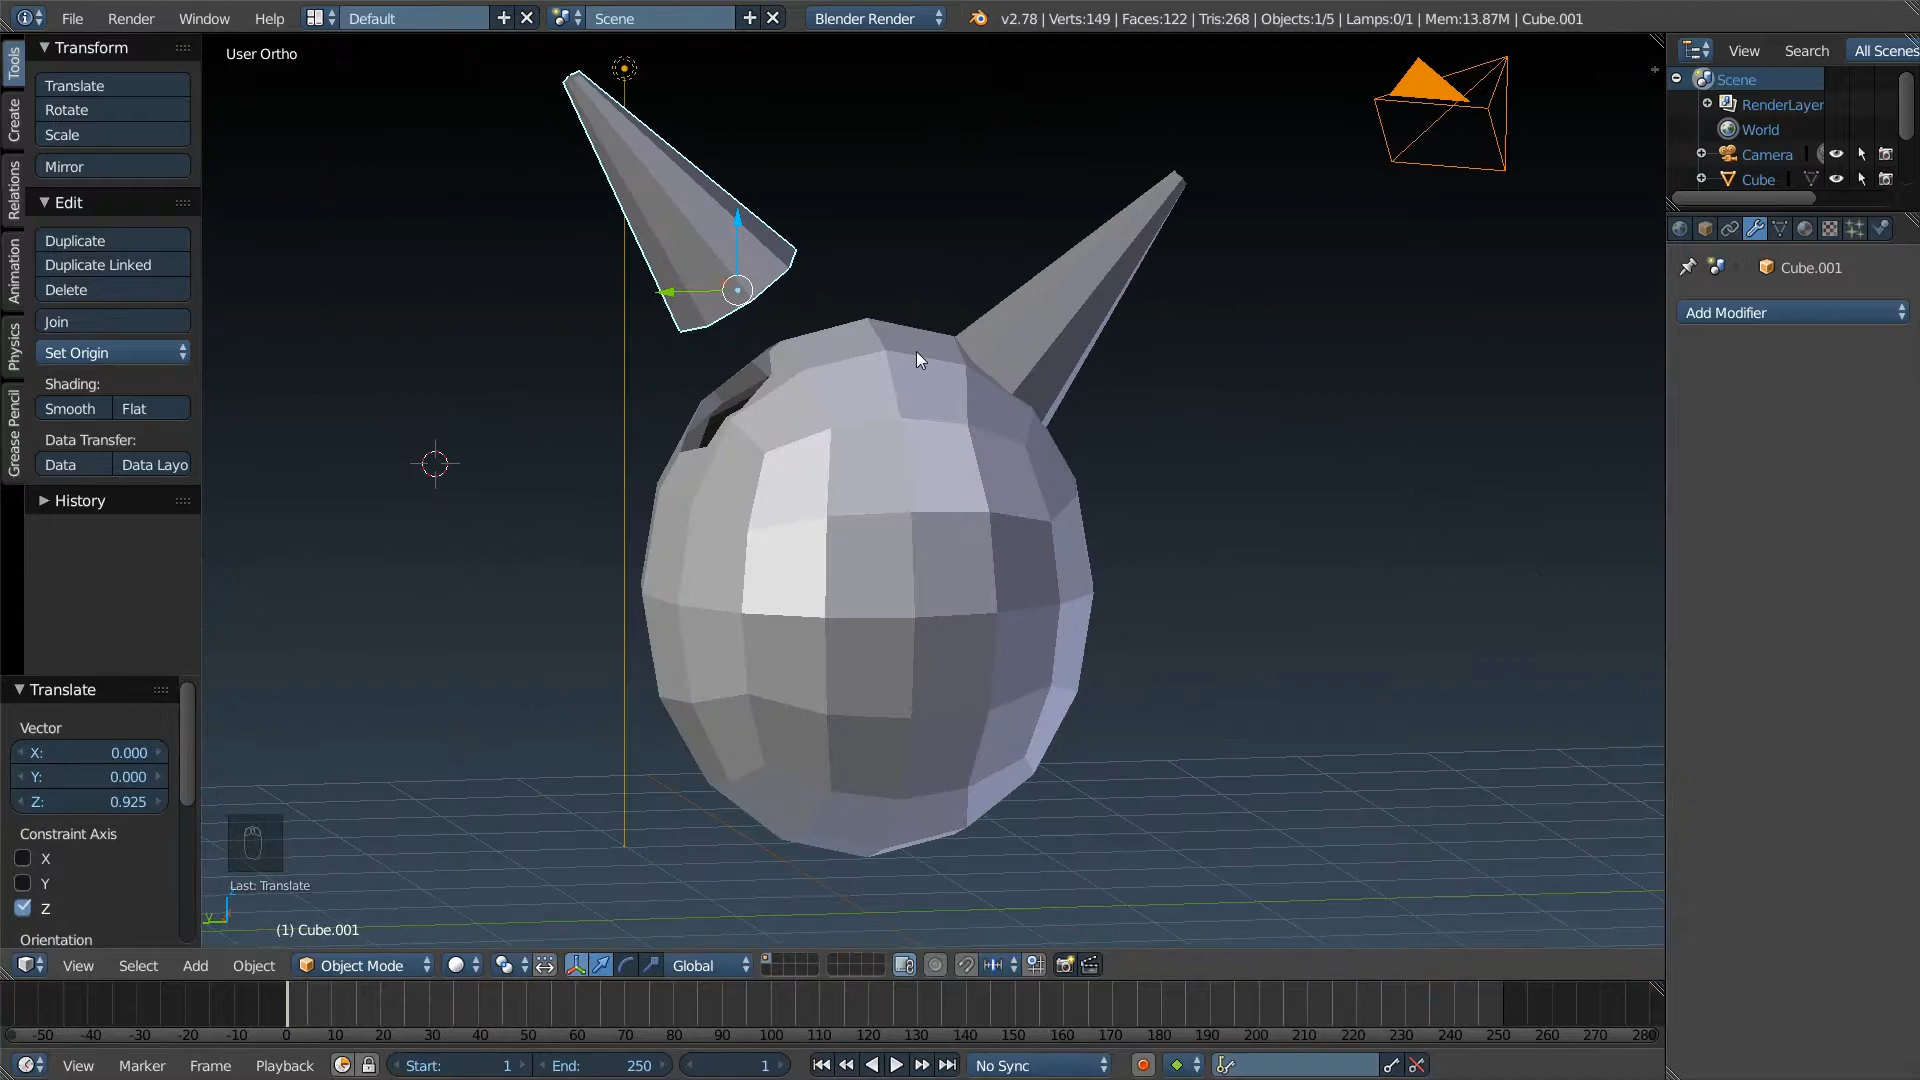 File Render Window Help Default Scene Blender Render v2.78 | Verts:149 | Faces:122 | Tris:268 | Objects:1/5 | Lamps:0/1 | Mem:13.87M | Cube.001
Transform
User Ortho
View Search All Scenes
Tools
Translate
Scene
Rotate
RenderLayer
Create
Scale
World
Mirror
Camera
Relations
Cube
Edit
Duplicate
Animation
Duplicate Linked
Cube.001
Delete
Join
Add Modifier
Physics
Set Origin
Shading:
Smooth Flat
Grease Pencil
Data Transfer:
Data Data Layo
History
Translate
Vector
X: 0.000
Y: 0.000
Z: 0.925
Constraint Axis
X
Y
Last: Translate
Z
y
(1) Cube.001
Orientation
View Select Add Object Object Mode Global
-50 -40 -30 -20 -10 0 10 20 30 40 50 60 70 80 90 100 110 120 130 140 150 160 170 180 190 200 210 220 230 240 250 260 270 280
View Marker Frame Playback Start: 1 End: 250 1 No Sync